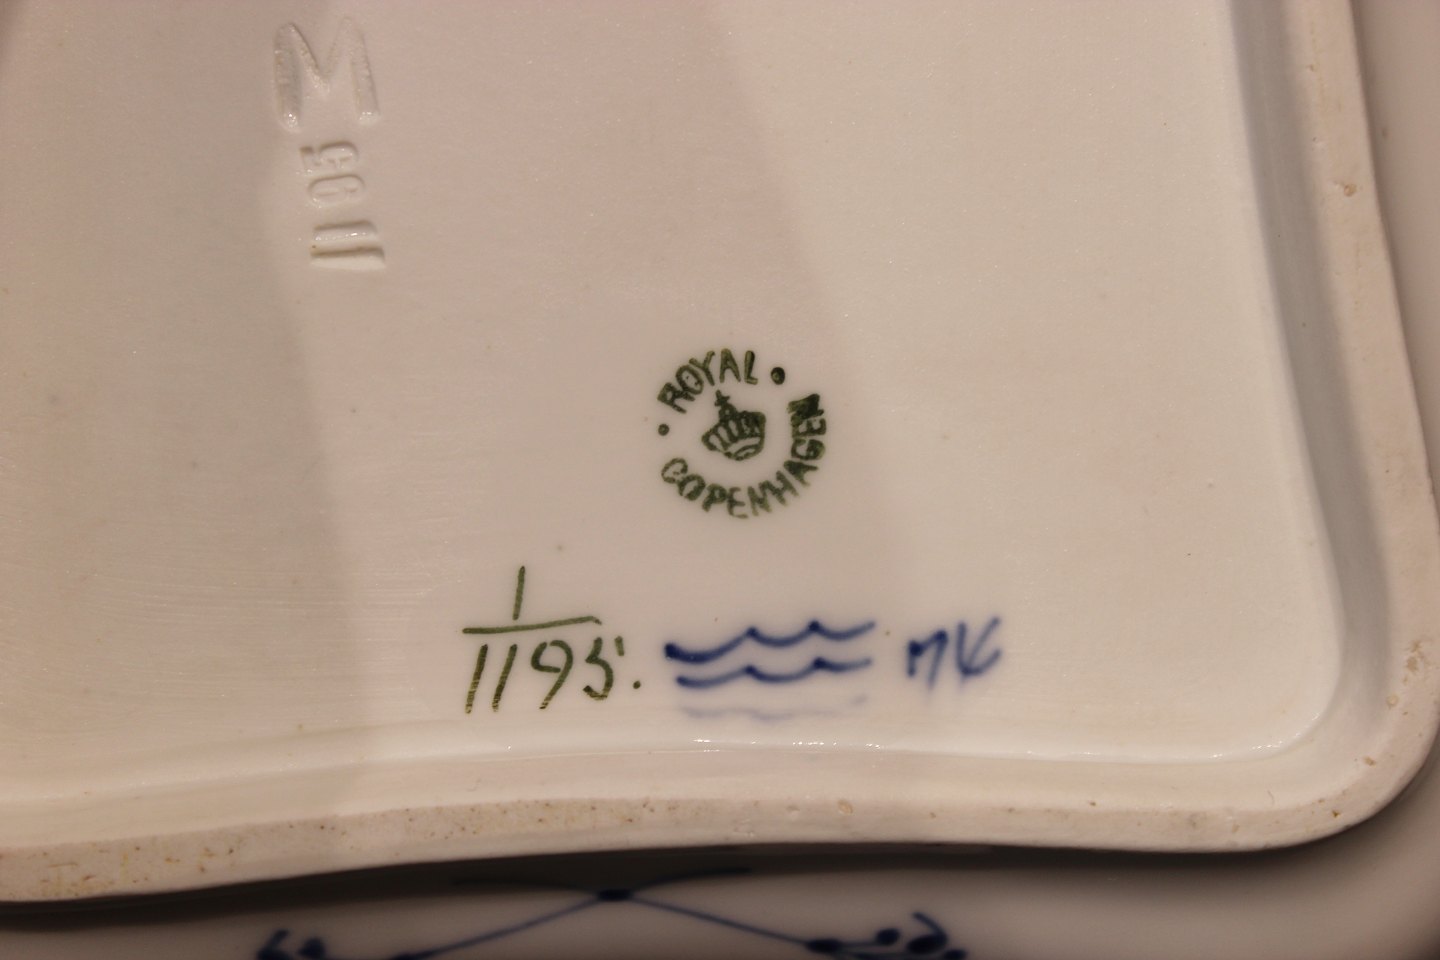 M
1195
ROYAL
COPENHAGEN
1
1195.